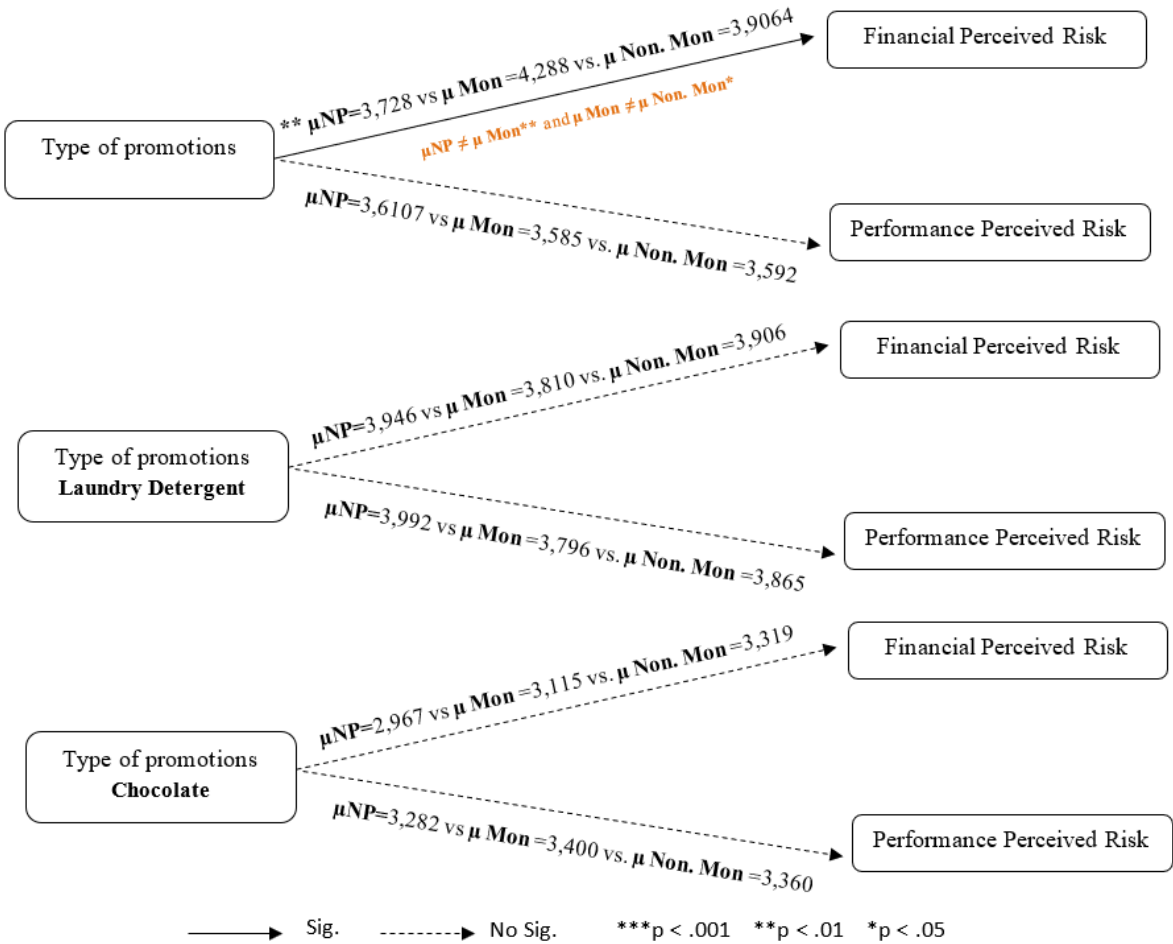 ** µNP=3,728 vs µ Mon =4,288 vs. µ Non. Mon =3,9064
Financial Perceived Risk
µNP ≠ µ Mon** and µ Mon ≠ µ Non. Mon*
Type of promotions
µNP=3,6107 vs µ Mon =3,585 vs. µ Non. Mon =3,592
Performance Perceived Risk
µNP=3,946 vs µ Mon =3,810 vs. µ Non. Mon =3,906
Financial Perceived Risk
Type of promotions
Laundry Detergent
µNP=3,992 vs µ Mon =3,796 vs. µ Non. Mon =3,865
Performance Perceived Risk
µNP=2,967 vs µ Mon =3,115 vs. µ Non. Mon =3,319
Financial Perceived Risk
Type of promotions
Chocolate
µNP=3,282 vs µ Mon =3,400 vs. µ Non. Mon =3,360
Performance Perceived Risk
Sig. No Sig. ***p < .001 **p < .01 *p < .05